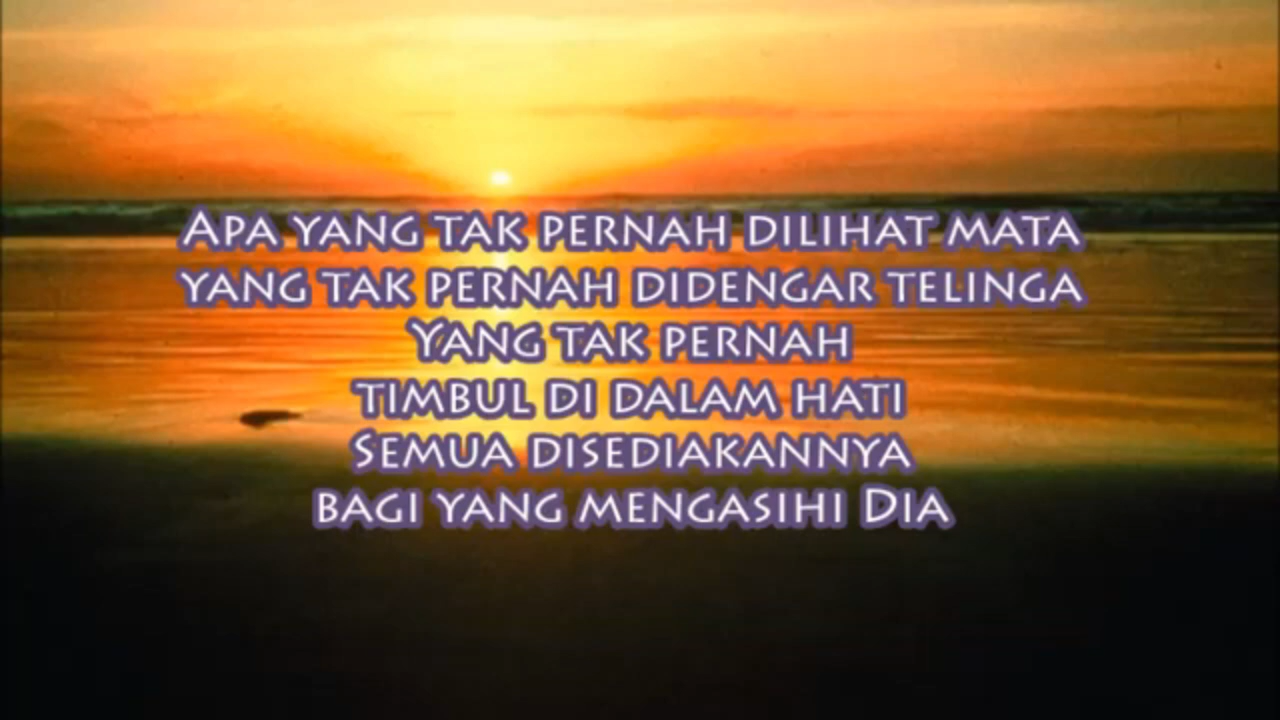 Apa yang tak pernah dilihat mata
yang tak pernah didengar telinga
Yang tak pernah
timbul di dalam hati
Semua disediakannya
bagi yang mengasihi Dia